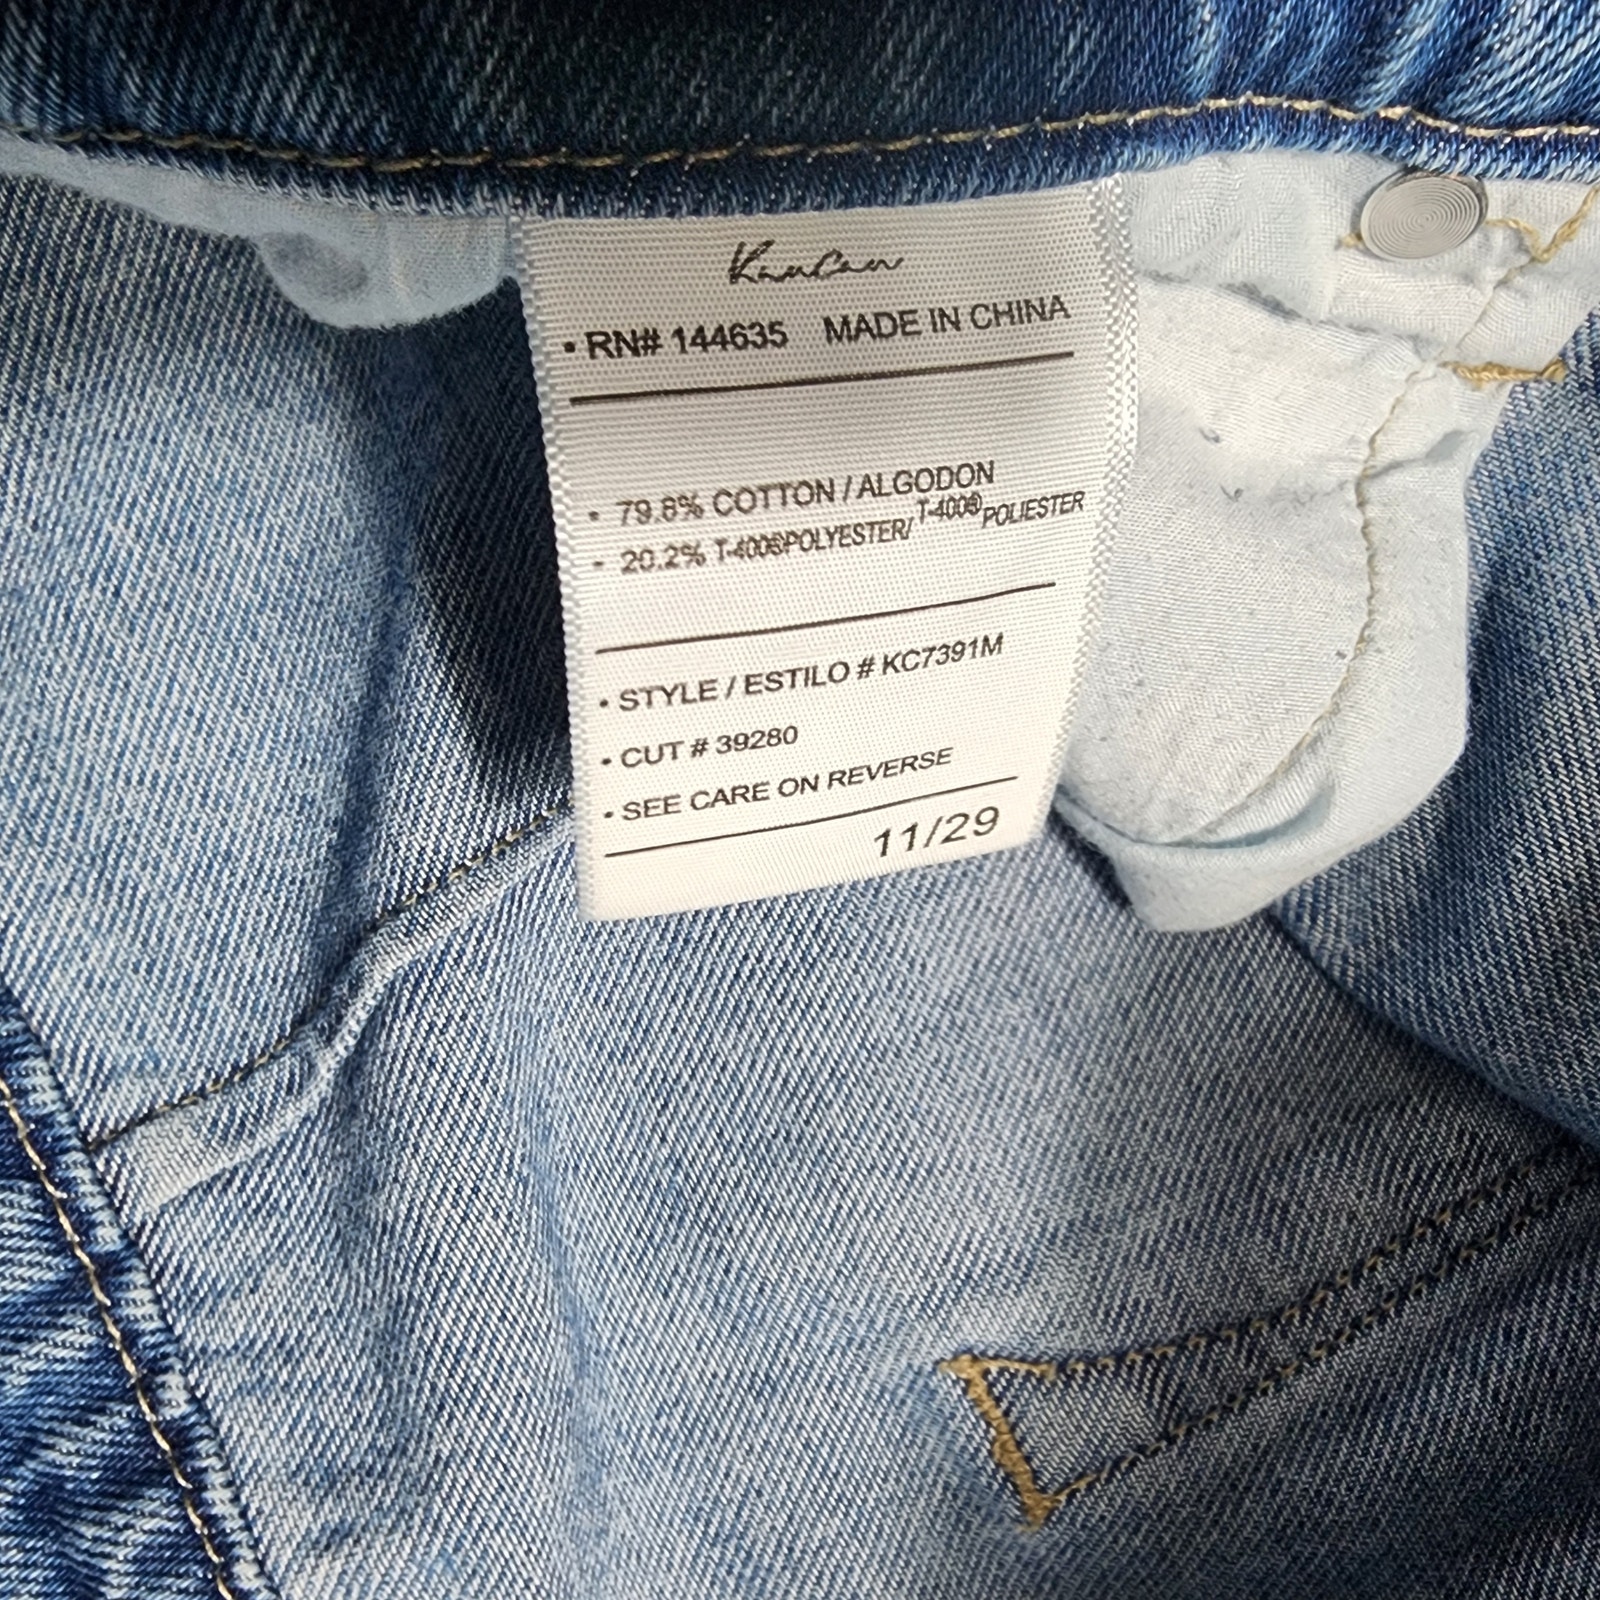 KanCan
• RN# 144635 MADE IN CHINA
• 79.8% COTTON / ALGODON
- 20.2% T-400®POLYESTER/ T-400® POLIESTER
• STYLE / ESTILO # KC7391M
• CUT # 39280
• SEE CARE ON REVERSE
11/29